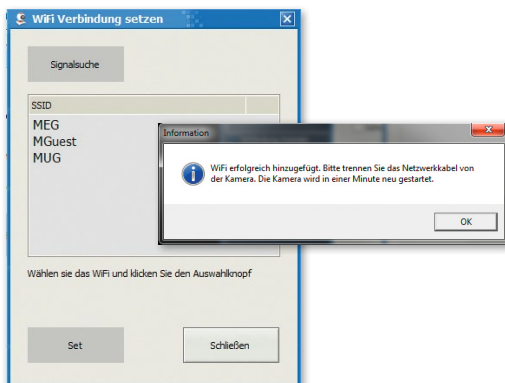 WiFi Verbindung setzen
Signalsuche
SSID
MEG
MGuest
MUG
Information
WiFi erfolgreich hinzugefügt. Bitte trennen Sie das Netzwerkkabel von
der Kamera. Die Kamera wird in einer Minute neu gestartet.
OK
Wählen sie das WiFi und klicken Sie den Auswahlknopf
Set
Schließen